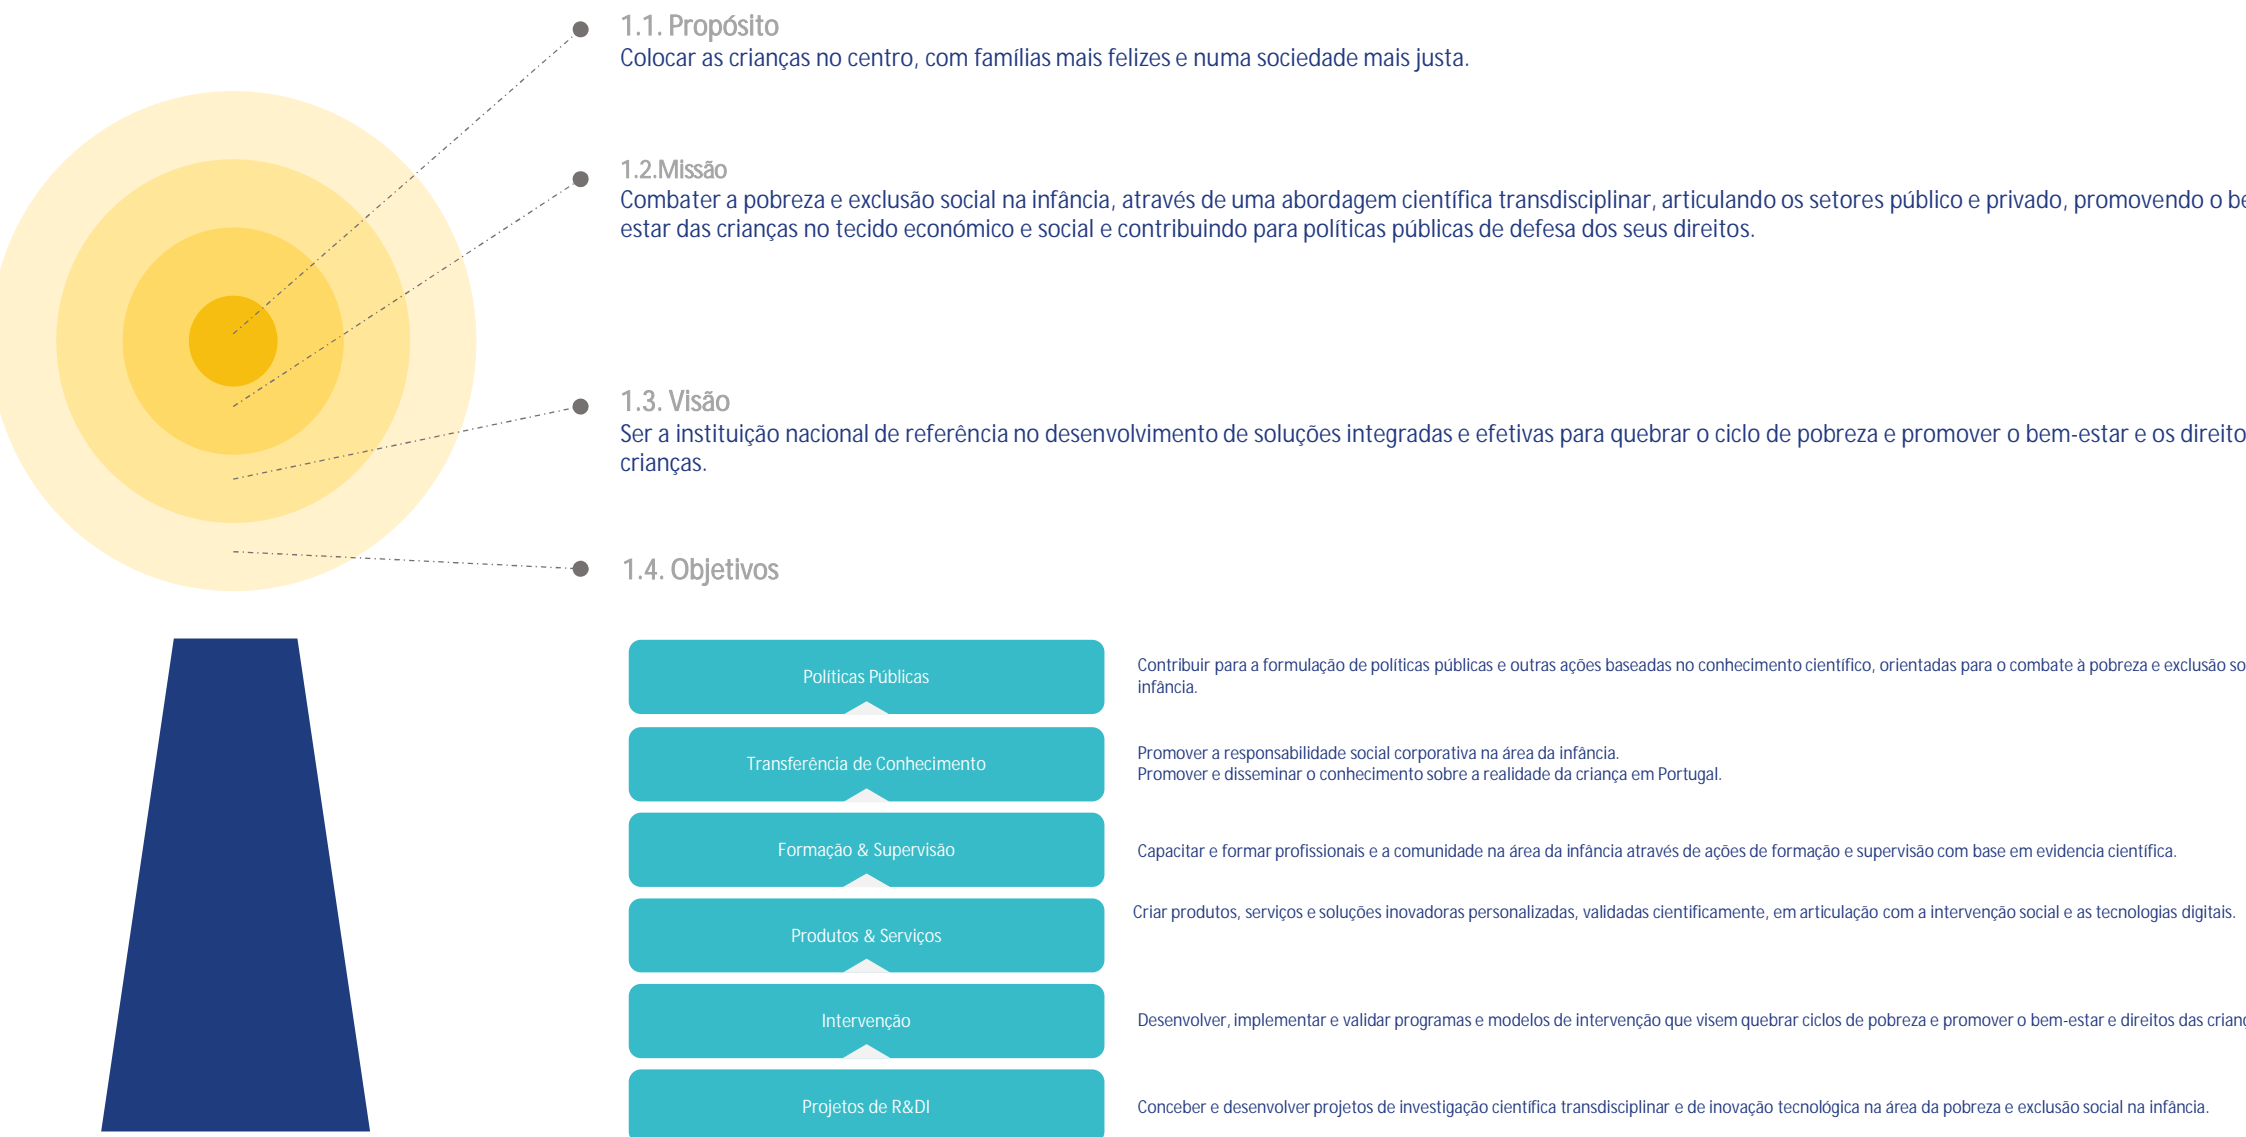 1.1. Propósito
Colocar as crianças no centro, com famílias mais felizes e numa sociedade mais justa.
1.2.Missão
Combater a pobreza e exclusão social na infância, através de uma abordagem científica transdisciplinar, articulando os setores público e privado, promovendo o
estar das crianças no tecido económico e social e contribuindo para políticas públicas de defesa dos seus direitos.
1.3. Visão
Ser a instituição nacional de referência no desenvolvimento de soluções integradas e efetivas para quebrar o ciclo de pobreza e promover o bem-estar e os
crianças.
1.4. Objetivos
Políticas Públicas
Contribuir para a formulação de políticas públicas e outras ações baseadas no conhecimento científico, orientadas para o combate à pobreza e exclusão
infância.
Transferência de Conhecimento
Promover a responsabilidade social corporativa na área da infância.
Promover e disseminar o conhecimento sobre a realidade da criança em Portugal.
Formação & Supervisão
Capacitar e formar profissionais e a comunidade na área da infância através de ações de formação e supervisão com base em evidencia científica.
Produtos & Serviços
Criar produtos, serviços e soluções inovadoras personalizadas, validadas cientificamente, em articulação com a intervenção social e as tecnologias digitais.
Intervenção
Desenvolver, implementar e validar programas e modelos de intervenção que visem quebrar ciclos de pobreza e promover o bem-estar e direitos das
Projetos de R&DI
Conceber e desenvolver projetos de investigação científica transdisciplinar e de inovação tecnológica na área da pobreza e exclusão social na infância.